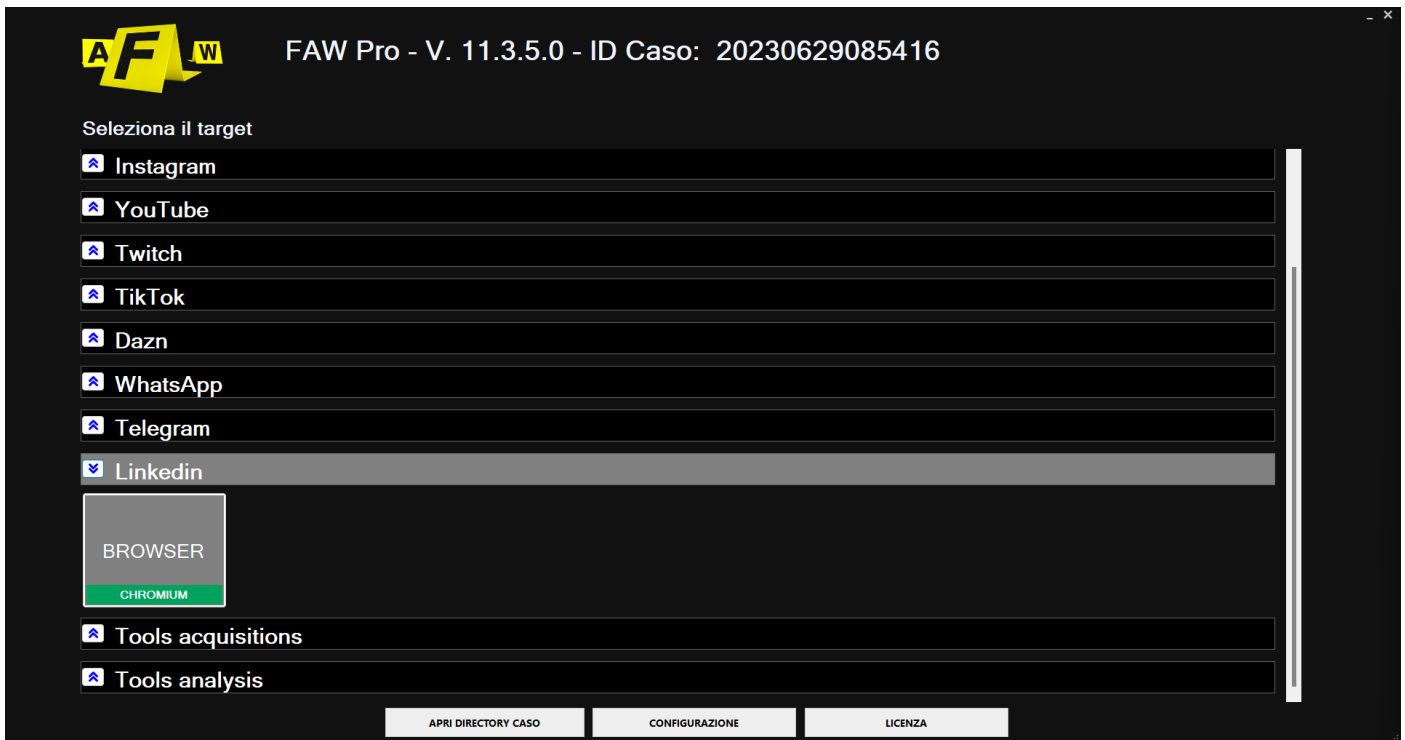 AFW
FAW Pro - V. 11.3.5.0 - ID Caso: 20230629085416
Seleziona il target
Instagram
YouTube
Twitch
TikTok
Dazn
WhatsApp
Telegram
Linkedin
BROWSER
CHROMIUM
Tools acquisitions
Tools analysis
APRI DIRECTORY CASO
CONFIGURAZIONE
LICENZA